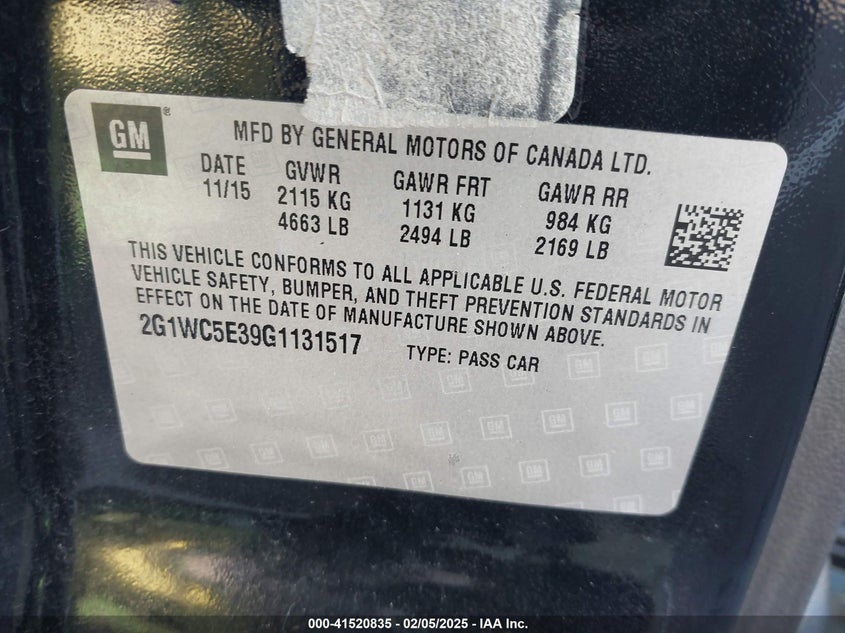 GM ®
MFD BY GENERAL MOTORS OF CANADA LTD.
DATE GVWR GAWR FRT GAWR RR
11/15 2115 KG 1131 KG 984 KG
4663 LB 2494 LB 2169 LB
THIS VEHICLE CONFORMS TO ALL APPLICABLE U.S. FEDERAL MOTOR
VEHICLE SAFETY, BUMPER, AND THEFT PREVENTION STANDARDS IN
EFFECT ON THE DATE OF MANUFACTURE SHOWN ABOVE.
2G1WC5E39G1131517 TYPE: PASS CAR
000-41520835 - 02/05/2025 - IAA Inc.